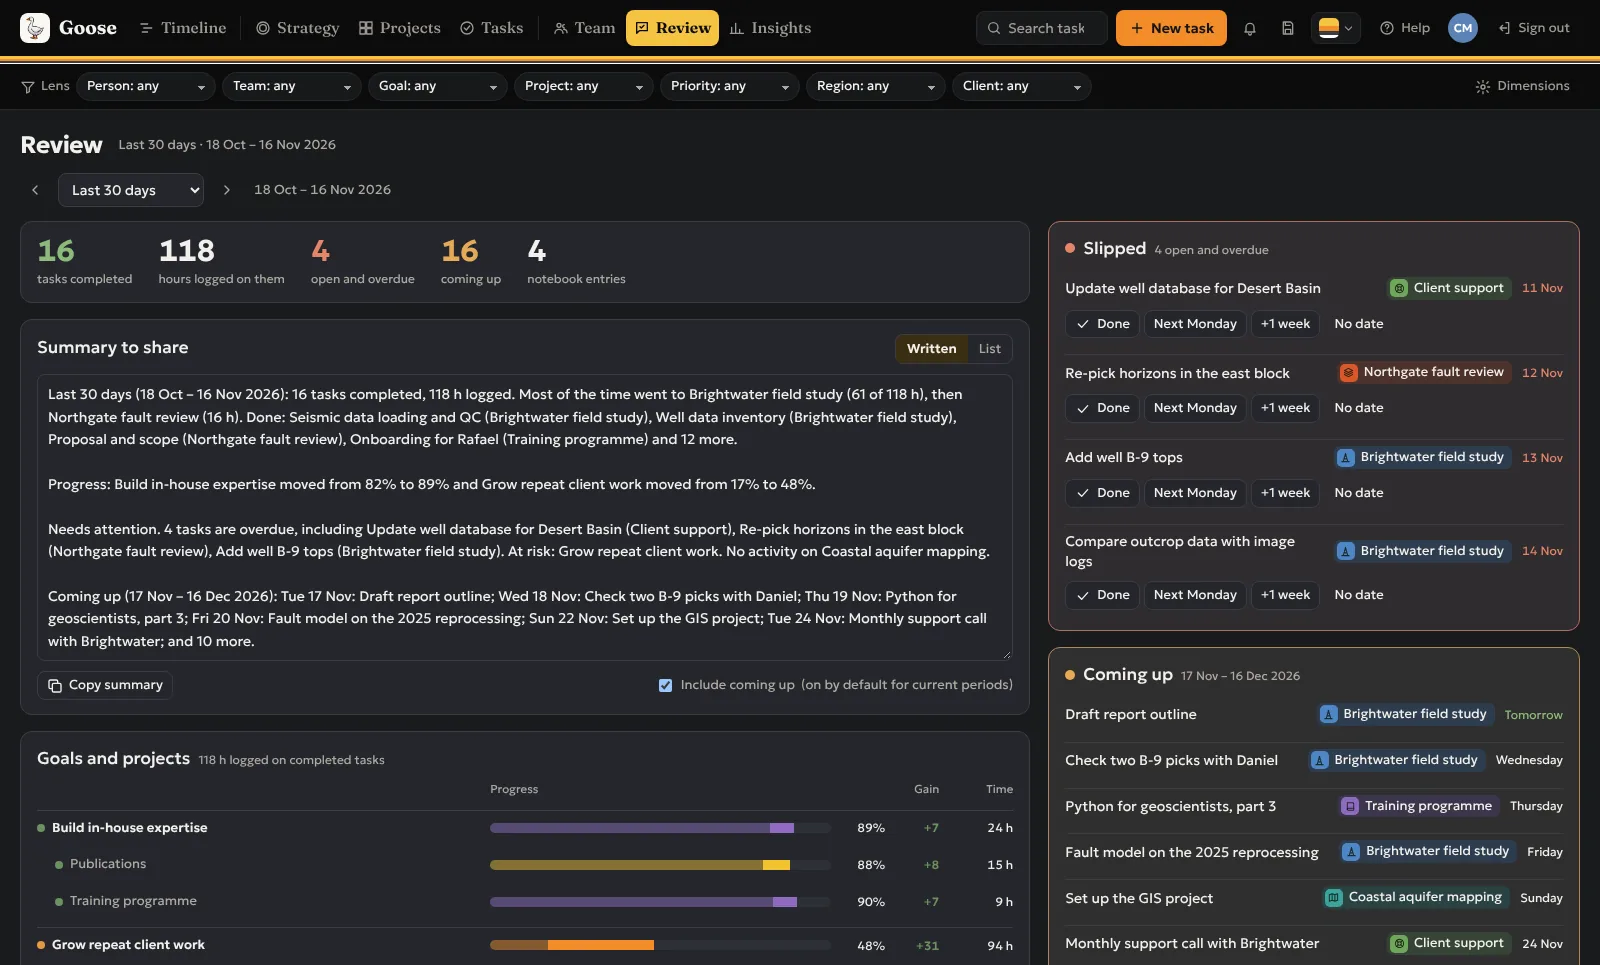 Goose
Timeline
Strategy
Projects
Tasks
Team
Review
Insights
Search task
+ New task
Help
CM
Sign out
Lens
Person: any
Team: any
Goal: any
Project: any
Priority: any
Region: any
Client: any
Dimensions
Review
Last 30 days · 18 Oct – 16 Nov 2026
Last 30 days
18 Oct – 16 Nov 2026
16
tasks completed
118
hours logged on them
4
open and overdue
16
coming up
4
notebook entries
Summary to share
Written
List
Last 30 days (18 Oct – 16 Nov 2026): 16 tasks completed, 118 h logged. Most of the time went to Brightwater field study (61 of 118 h), then
Northgate fault review (16 h). Done: Seismic data loading and QC (Brightwater field study), Well data inventory (Brightwater field study),
Proposal and scope (Northgate fault review), Onboarding for Rafael (Training programme) and 12 more.
Progress: Build in-house expertise moved from 82% to 89% and Grow repeat client work moved from 17% to 48%.
Needs attention. 4 tasks are overdue, including Update well database for Desert Basin (Client support), Re-pick horizons in the east block
(Northgate fault review), Add well B-9 tops (Brightwater field study). At risk: Grow repeat client work. No activity on Coastal aquifer mapping.
Coming up (17 Nov – 16 Dec 2026): Tue 17 Nov: Draft report outline; Wed 18 Nov: Check two B-9 picks with Daniel; Thu 19 Nov: Python for
geoscientists, part 3; Fri 20 Nov: Fault model on the 2025 reprocessing; Sun 22 Nov: Set up the GIS project; Tue 24 Nov: Monthly support call
with Brightwater; and 10 more.
Copy summary
Include coming up (on by default for current periods)
Goals and projects 118 h logged on completed tasks
Progress Gain Time
Build in-house expertise 89% +7 24 h
Publications 88% +8 15 h
Training programme 90% +7 9 h
Grow repeat client work 48% +31 94 h
Slipped 4 open and overdue
Update well database for Desert Basin Client support 11 Nov
Done Next Monday +1 week No date
Re-pick horizons in the east block Northgate fault review 12 Nov
Done Next Monday +1 week No date
Add well B-9 tops Brightwater field study 13 Nov
Done Next Monday +1 week No date
Compare outcrop data with image
logs
Brightwater field study 14 Nov
Done Next Monday +1 week No date
Coming up 17 Nov – 16 Dec 2026
Draft report outline Brightwater field study Tomorrow
Check two B-9 picks with Daniel Brightwater field study Wednesday
Python for geoscientists, part 3 Training programme Thursday
Fault model on the 2025 reprocessing Brightwater field study Friday
Set up the GIS project Coastal aquifer mapping Sunday
Monthly support call with Brightwater Client support 24 Nov